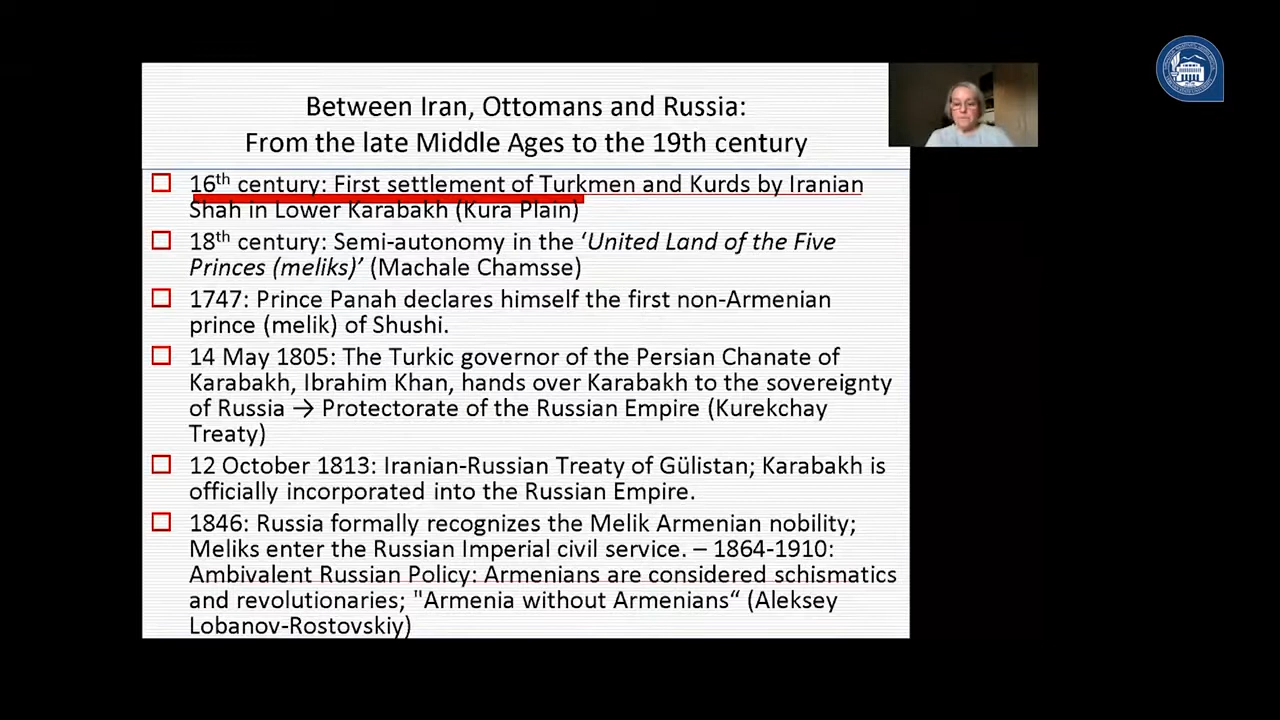 Between Iran, Ottomans and Russia:
From the late Middle Ages to the 19th century
16th century: First settlement of Turkmen and Kurds by Iranian
Shah in Lower Karabakh (Kura Plain)
18th century: Semi-autonomy in the ‘United Land of the Five
Princes (meliks)’ (Machale Chamsse)
1747: Prince Panah declares himself the first non-Armenian
prince (melik) of Shushi.
14 May 1805: The Turkic governor of the Persian Chanate of
Karabakh, Ibrahim Khan, hands over Karabakh to the sovereignty
of Russia → Protectorate of the Russian Empire (Kurekchay
Treaty)
12 October 1813: Iranian-Russian Treaty of Gülistan; Karabakh is
officially incorporated into the Russian Empire.
1846: Russia formally recognizes the Melik Armenian nobility;
Meliks enter the Russian Imperial civil service. – 1864-1910:
Ambivalent Russian Policy: Armenians are considered schismatics
and revolutionaries; "Armenia without Armenians“ (Aleksey
Lobanov-Rostovskiy)